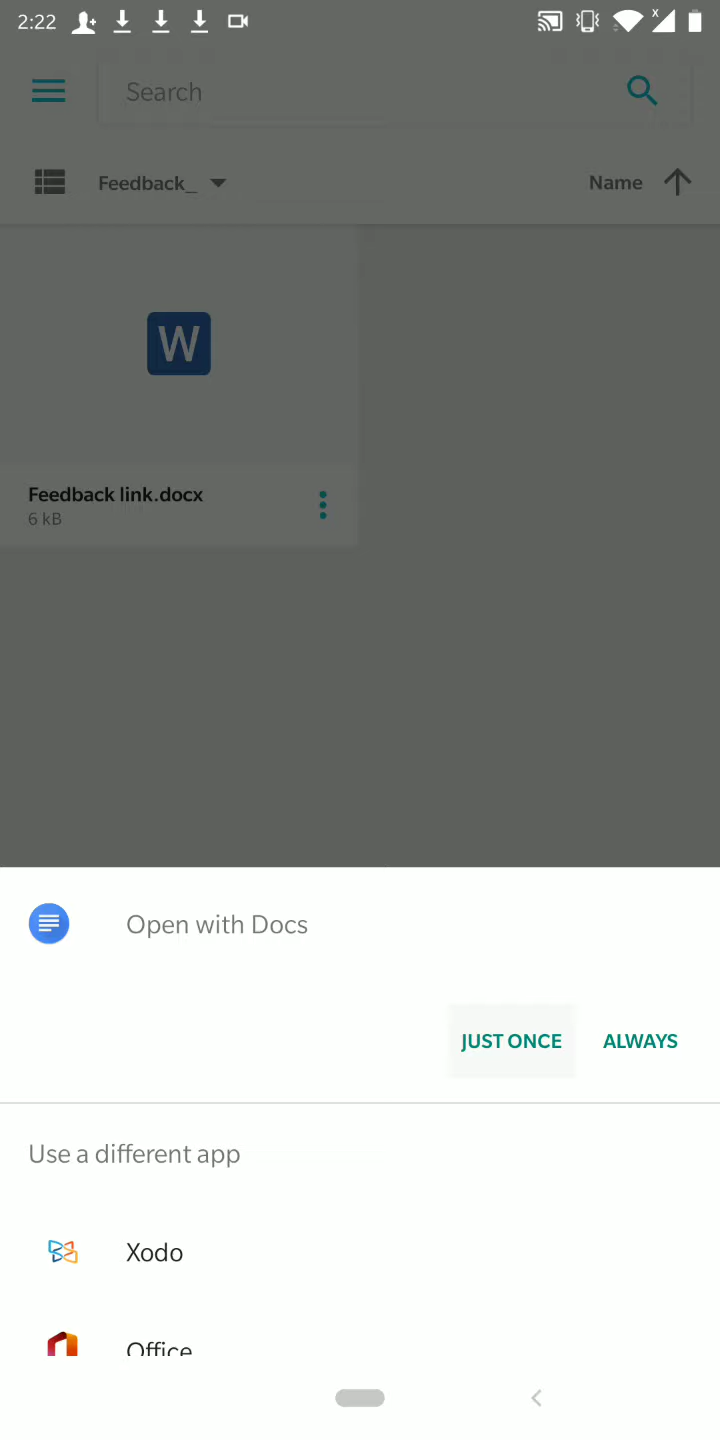 2:22
Search
Feedback_
Name
W
Feedback link.docx
6 kB
Open with Docs
JUST ONCE
ALWAYS
Use a different app
Xodo
Office